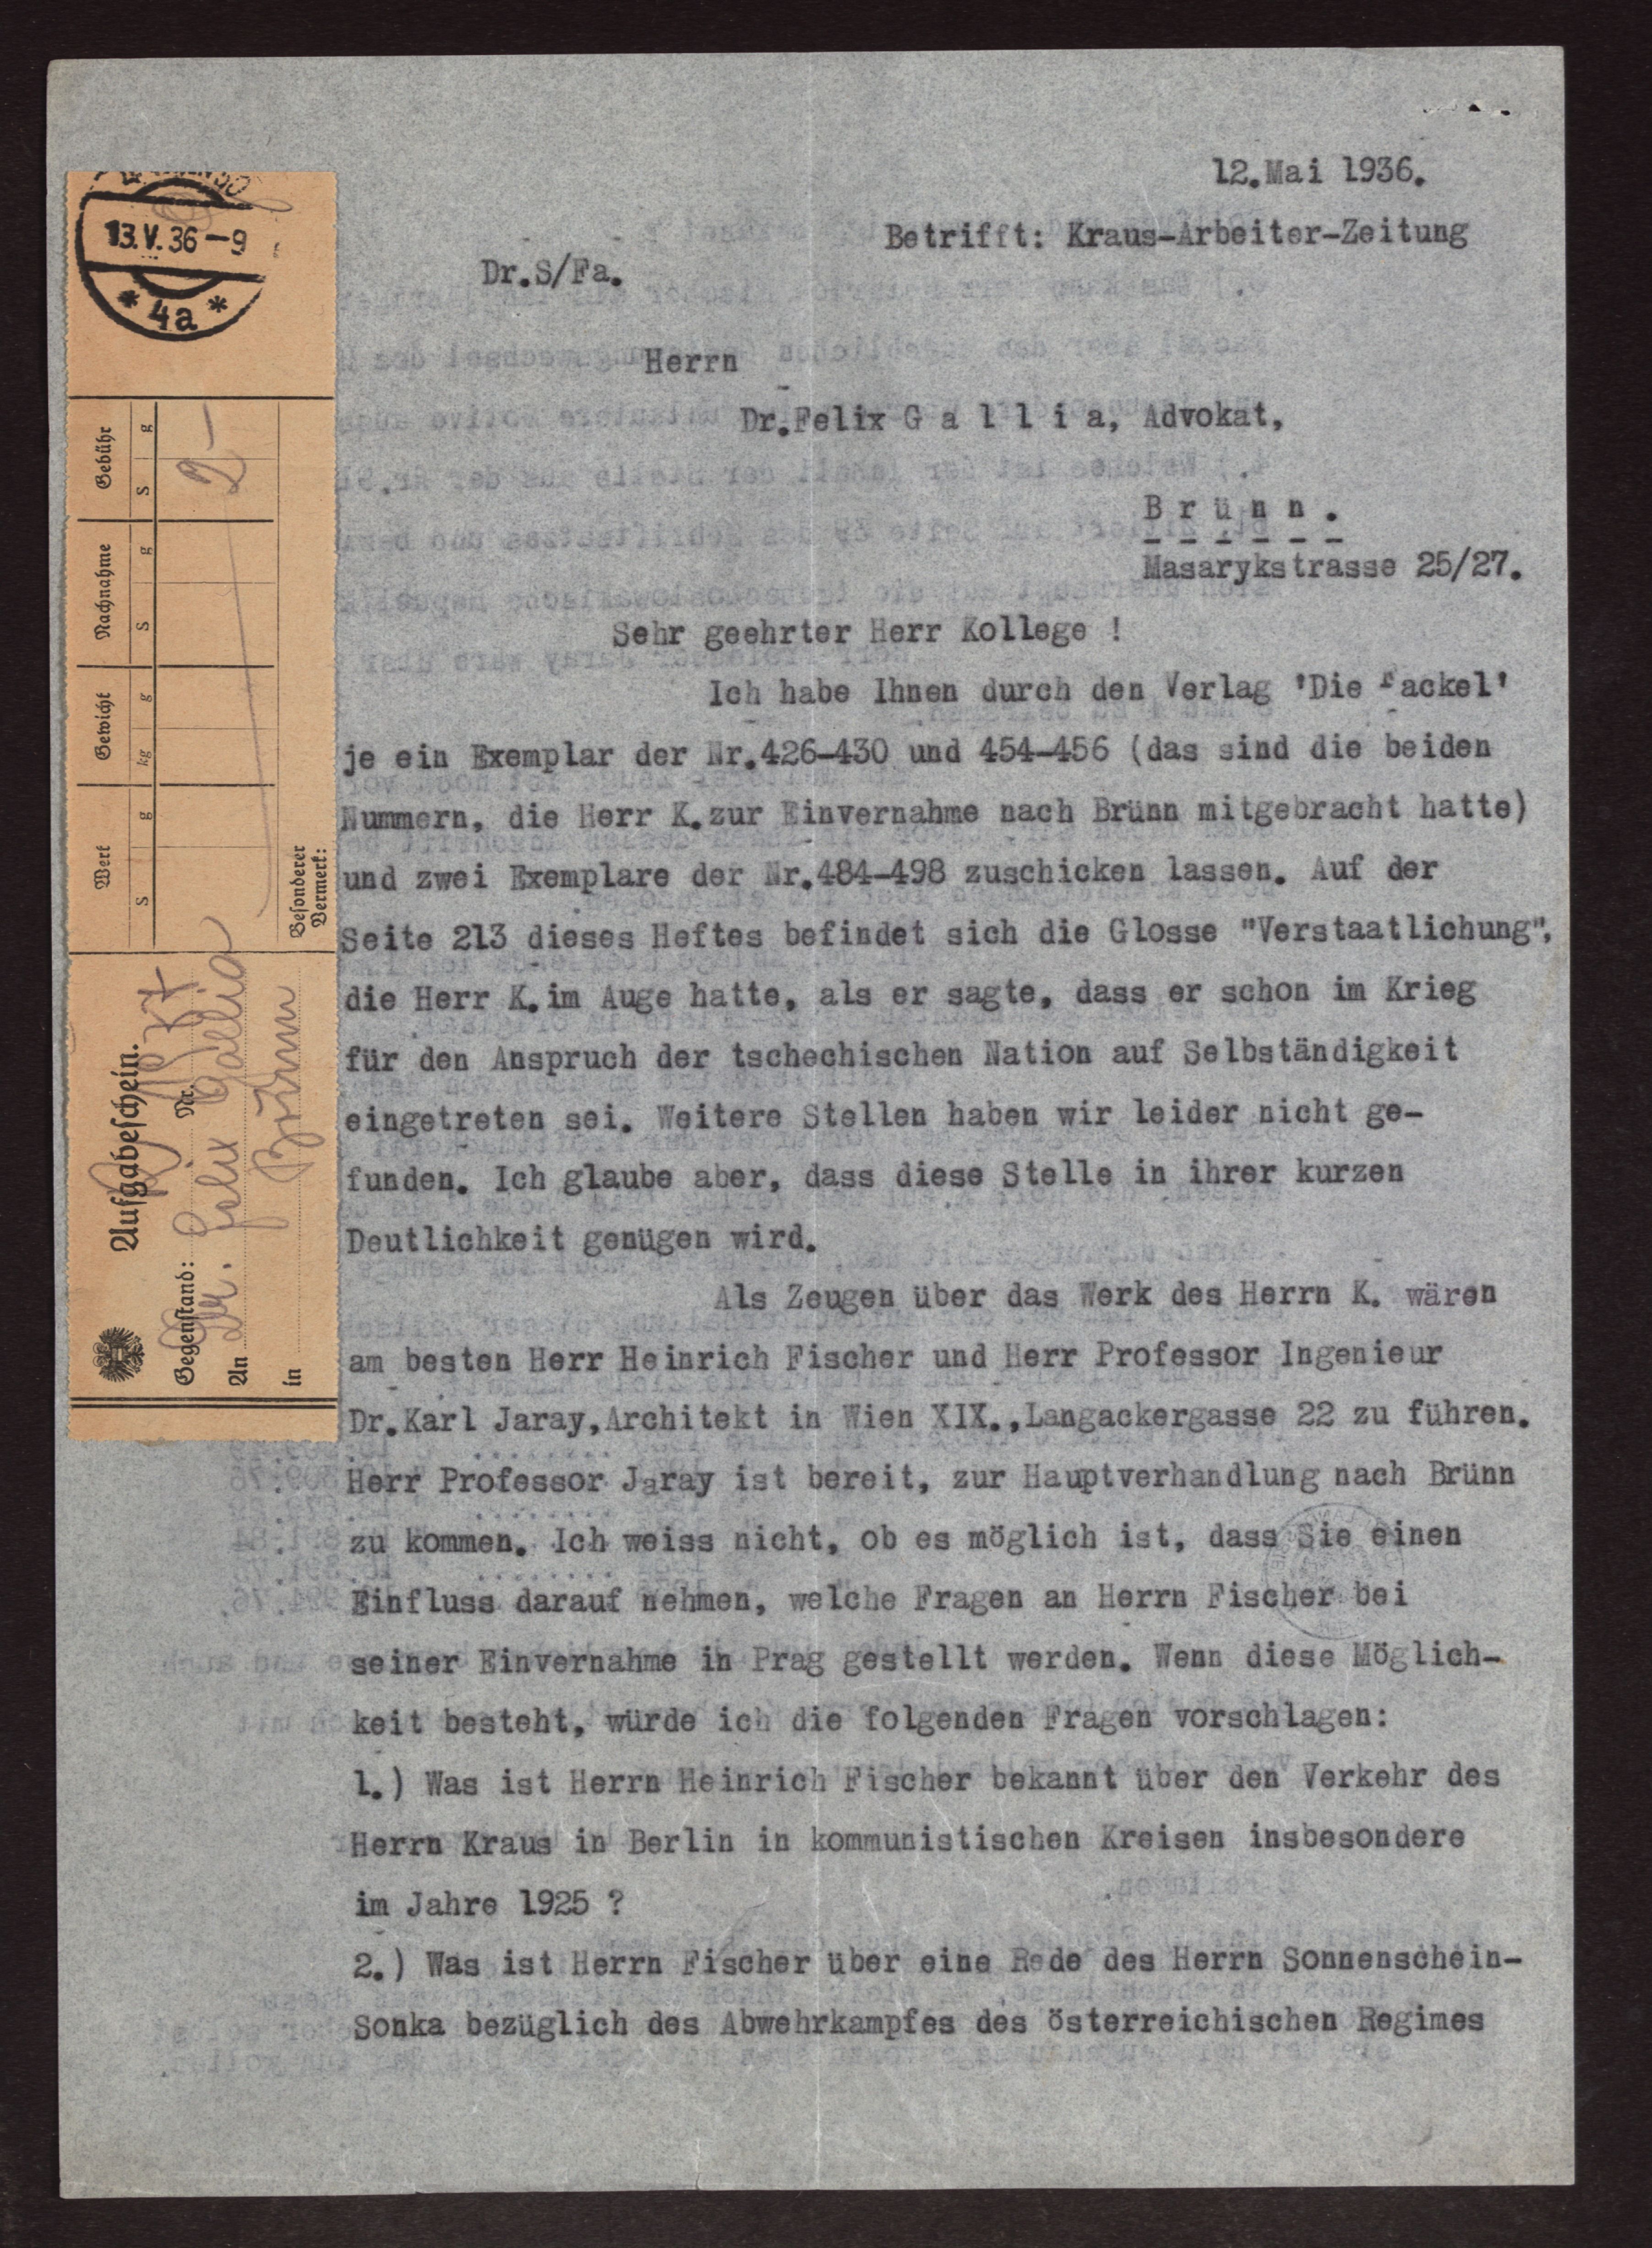 12.Mai 1936.
Betrifft: Kraus-Arbeiter-Zeitung
Dr.S/Fa.
Herrn
Dr.Felix G a l l i a, Advokat,
B r ü n n .
Masarykstrasse 25/27.
Sehr geehrter Herr Kollege !
Ich habe Ihnen durch den Verlag 'Die Fackel'
je ein Exemplar der Nr.426-430 und 454-456 (das sind die beiden
Nummern, die Herr K.zur Einvernahme nach Brünn mitgebracht hatte)
und zwei Exemplare der Nr.484-498 zuschicken lassen. Auf der
Seite 213 dieses Heftes befindet sich die Glosse "Verstaatlichung",
die Herr K.im Auge hatte, als er sagte, dass er schon im Krieg
für den Anspruch der tschechischen Nation auf Selbständigkeit
eingetreten sei. Weitere Stellen haben wir leider nicht ge-
funden. Ich glaube aber, dass diese Stelle in ihrer kurzen
Deutlichkeit genügen wird.
Als Zeugen über das Werk des Herrn K. wären
am besten Herr Heinrich Fischer und Herr Professor Ingenieur
Dr.Karl Jaray,Architekt in Wien XIX.,Langackergasse 22 zu führen.
Herr Professor Jaray ist bereit, zur Hauptverhandlung nach Brünn
zu kommen. Ich weiss nicht, ob es möglich ist, dass Sie einen
Einfluss darauf nehmen, welche Fragen an Herrn Fischer bei
seiner Einvernahme in Prag gestellt werden. Wenn diese Möglich-
keit besteht, würde ich die folgenden Fragen vorschlagen:
1.) Was ist Herrn Heinrich Fischer bekannt über den Verkehr des
Herrn Kraus in Berlin in kommunistischen Kreisen insbesondere
im Jahre 1925 ?
2.) Was ist Herrn Fischer über eine Rede des Herrn Sonnenschein-
Sonka bezüglich des Abwehrkampfes des österreichischen Regimes
13.V.36-9
* 4a *
Aufgabeschein.
Gegenstand: Nr.
An Dr. Felix Gallia
in Brünn
Wert S g
Gewicht kg g
Nachnahme S g
Gebühr S g
2-
Besonderer
Vermerk: